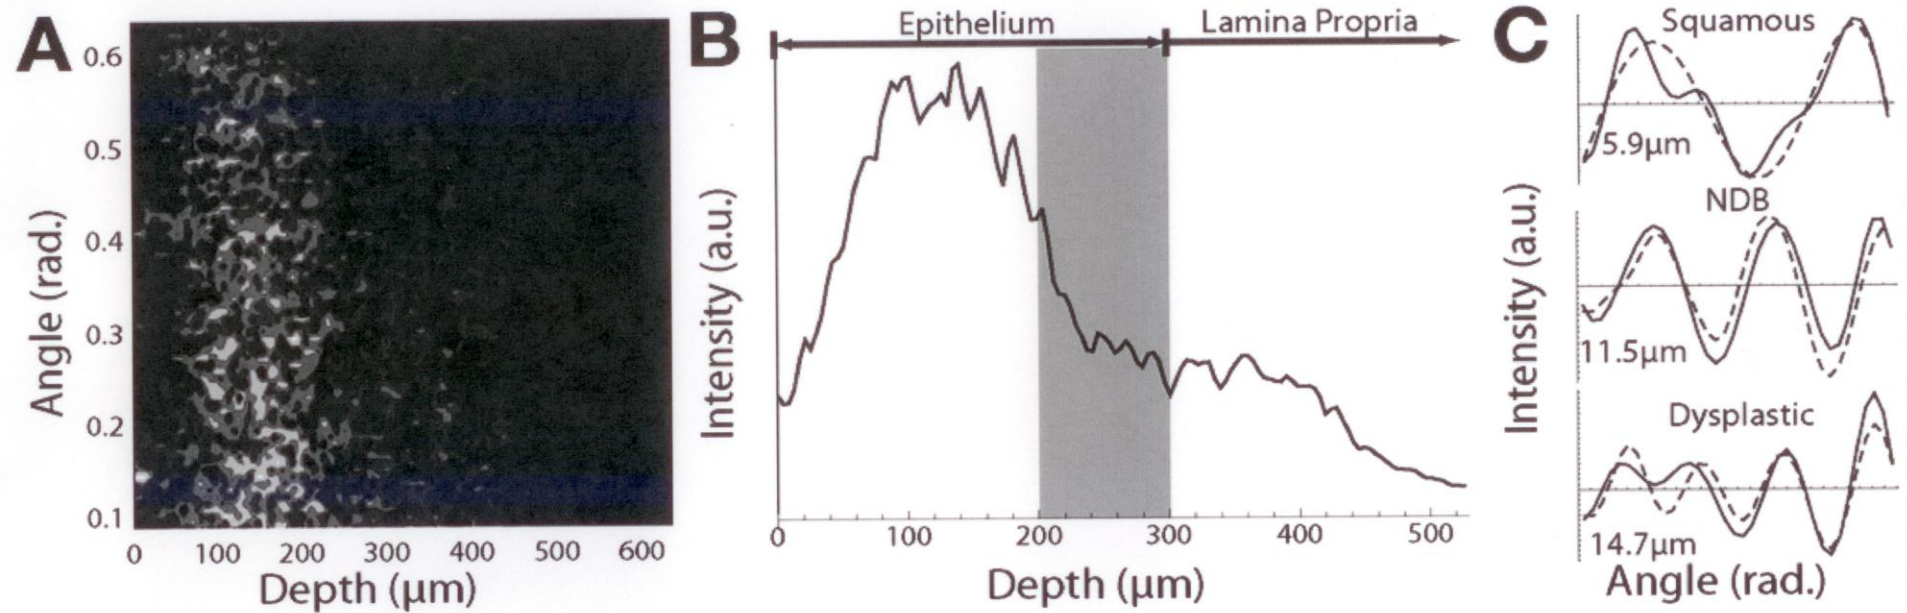 A
Angle (rad.)
0.6
0.5
0.4
0.3
0.2
0.1
0 100 200 300 400 500 600
Depth (μm)
B
Epithelium Lamina Propria
Intensity (a.u.)
0 100 200 300 400 500
Depth (μm)
C
Intensity (a.u.)
Squamous
5.9μm
NDB
11.5μm
Dysplastic
14.7μm
Angle (rad.)